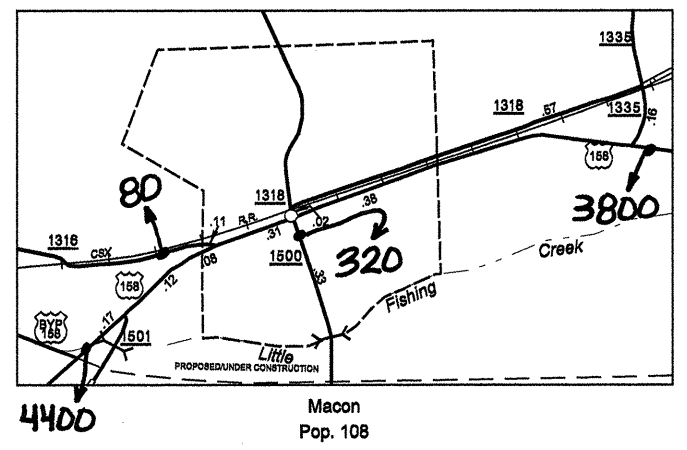 1335
1318
.57
1335
.16
158
3800
80
1318
.38
.11
R.R.
.02
.31
1316
CSX
.08
1500
320
Creek
158
.12
.33
Fishing
BYP
158
.17
1501
Little
PROPOSED/UNDER CONSTRUCTION
4400
Macon
Pop. 108